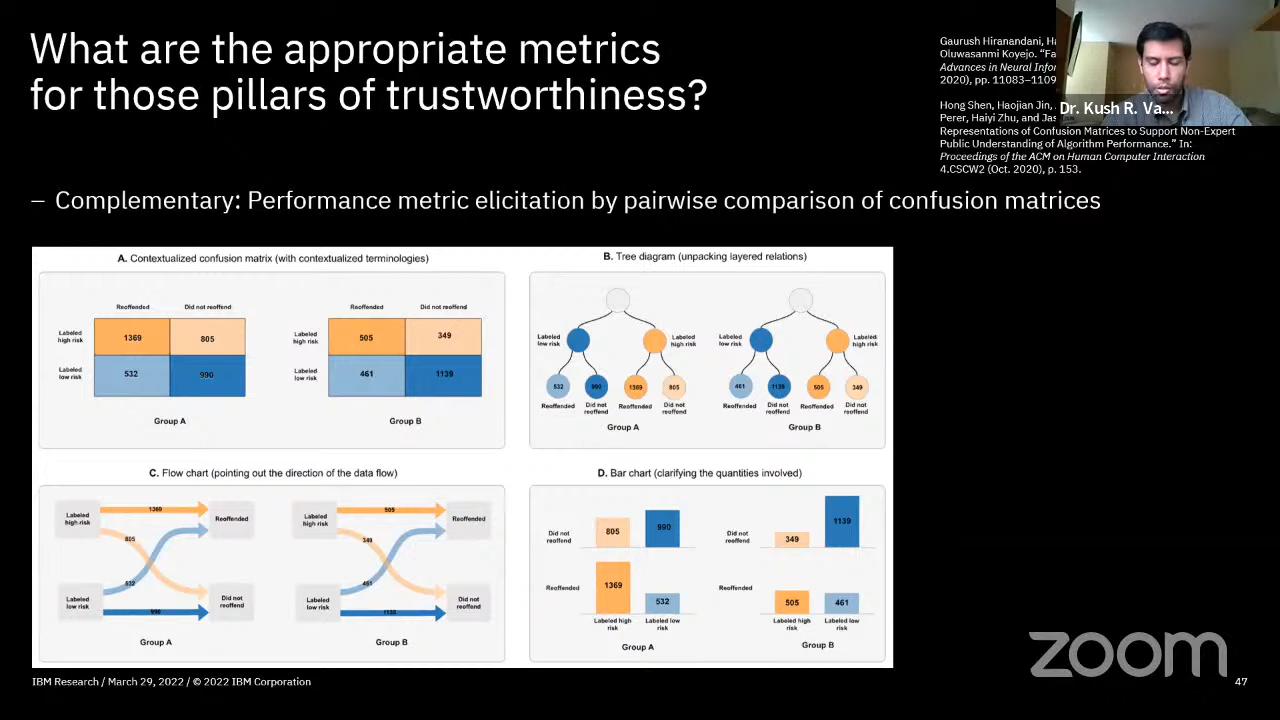 What are the appropriate metrics
for those pillars of trustworthiness?
Gaurush Hiranandani,
Oluwasanmi Koyejo.
Advances in Neural
2020), pp. 11083–1109
Hong Shen, Haojian Jin,
Perer, Haiyi Zhu, and
Representations of Confusion Matrices to Support Non-Expert
Public Understanding of Algorithm Performance.” In:
Proceedings of the ACM on Human Computer Interaction
4.CSCW2 (Oct. 2020), p. 153.
Dr. Kush R. Va...
– Complementary: Performance metric elicitation by pairwise comparison of confusion matrices
A. Contextualized confusion matrix (with contextualized terminologies)
Reoffended Did not reoffend
Labeled
high risk
1369 805
Labeled
low risk
532 990
Group A
Reoffended Did not reoffend
Labeled
high risk
505 349
Labeled
low risk
461 1139
Group B
B. Tree diagram (unpacking layered relations)
Labeled
low risk
Labeled
high risk
532 990 1369 805
Reoffended Did not
reoffend
Reoffended Did not
reoffend
Group A
Labeled
low risk
Labeled
high risk
461 1139 505 349
Reoffended Did not
reoffend
Reoffended Did not
reoffend
Group B
C. Flow chart (pointing out the direction of the data flow)
Labeled
high risk
1369
Reoffended
805
532
Labeled
low risk
990
Did not
reoffend
Group A
Labeled
high risk
505
Reoffended
349
461
Labeled
low risk
1139
Did not
reoffend
Group B
D. Bar chart (clarifying the quantities involved)
Did not
reoffend
805 990
Reoffended
1369 532
Labeled high
risk
Labeled low
risk
Group A
Did not
reoffend
349 1139
Reoffended
505 461
Labeled high
risk
Labeled low
risk
Group B
zoom
IBM Research / March 29, 2022 / © 2022 IBM Corporation
47